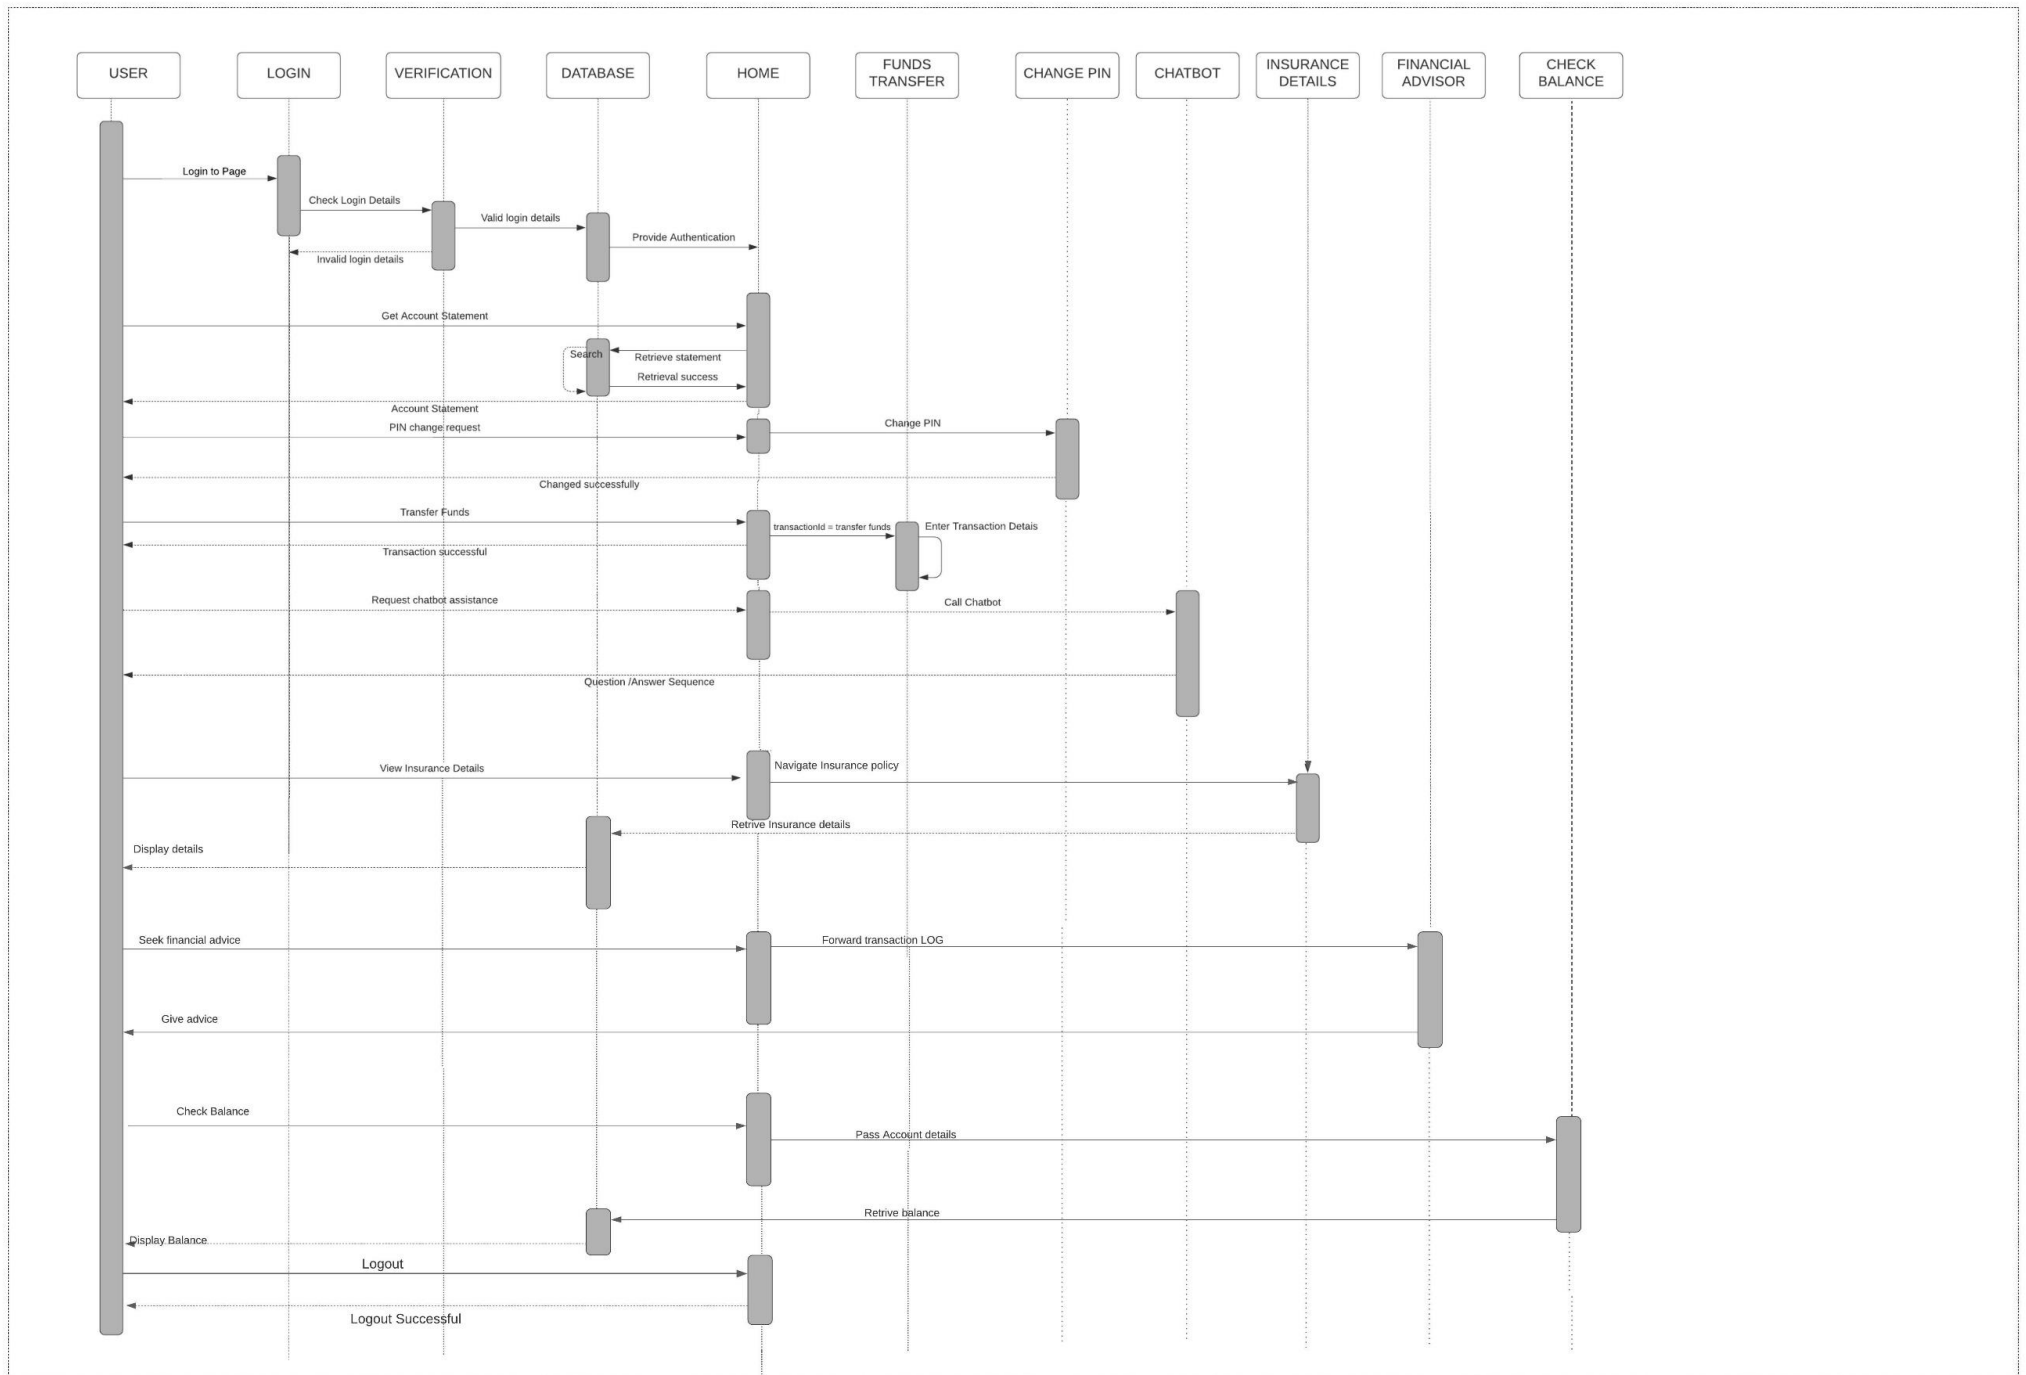 USER
LOGIN
VERIFICATION
DATABASE
HOME
FUNDS
TRANSFER
CHANGE PIN
CHATBOT
INSURANCE
DETAILS
FINANCIAL
ADVISOR
CHECK
BALANCE
Login to Page
Check Login Details
Valid login details
Provide Authentication
Invalid login details
Get Account Statement
Search
Retrieve statement
Retrieval success
Account Statement
PIN change request
Change PIN
Changed successfully
Transfer Funds
transactionId = transfer funds
Enter Transaction Detais
Transaction successful
Request chatbot assistance
Call Chatbot
Question /Answer Sequence
View Insurance Details
Navigate Insurance policy
Retrive Insurance details
Display details
Seek financial advice
Forward transaction LOG
Give advice
Check Balance
Pass Account details
Retrive balance
Display Balance
Logout
Logout Successful